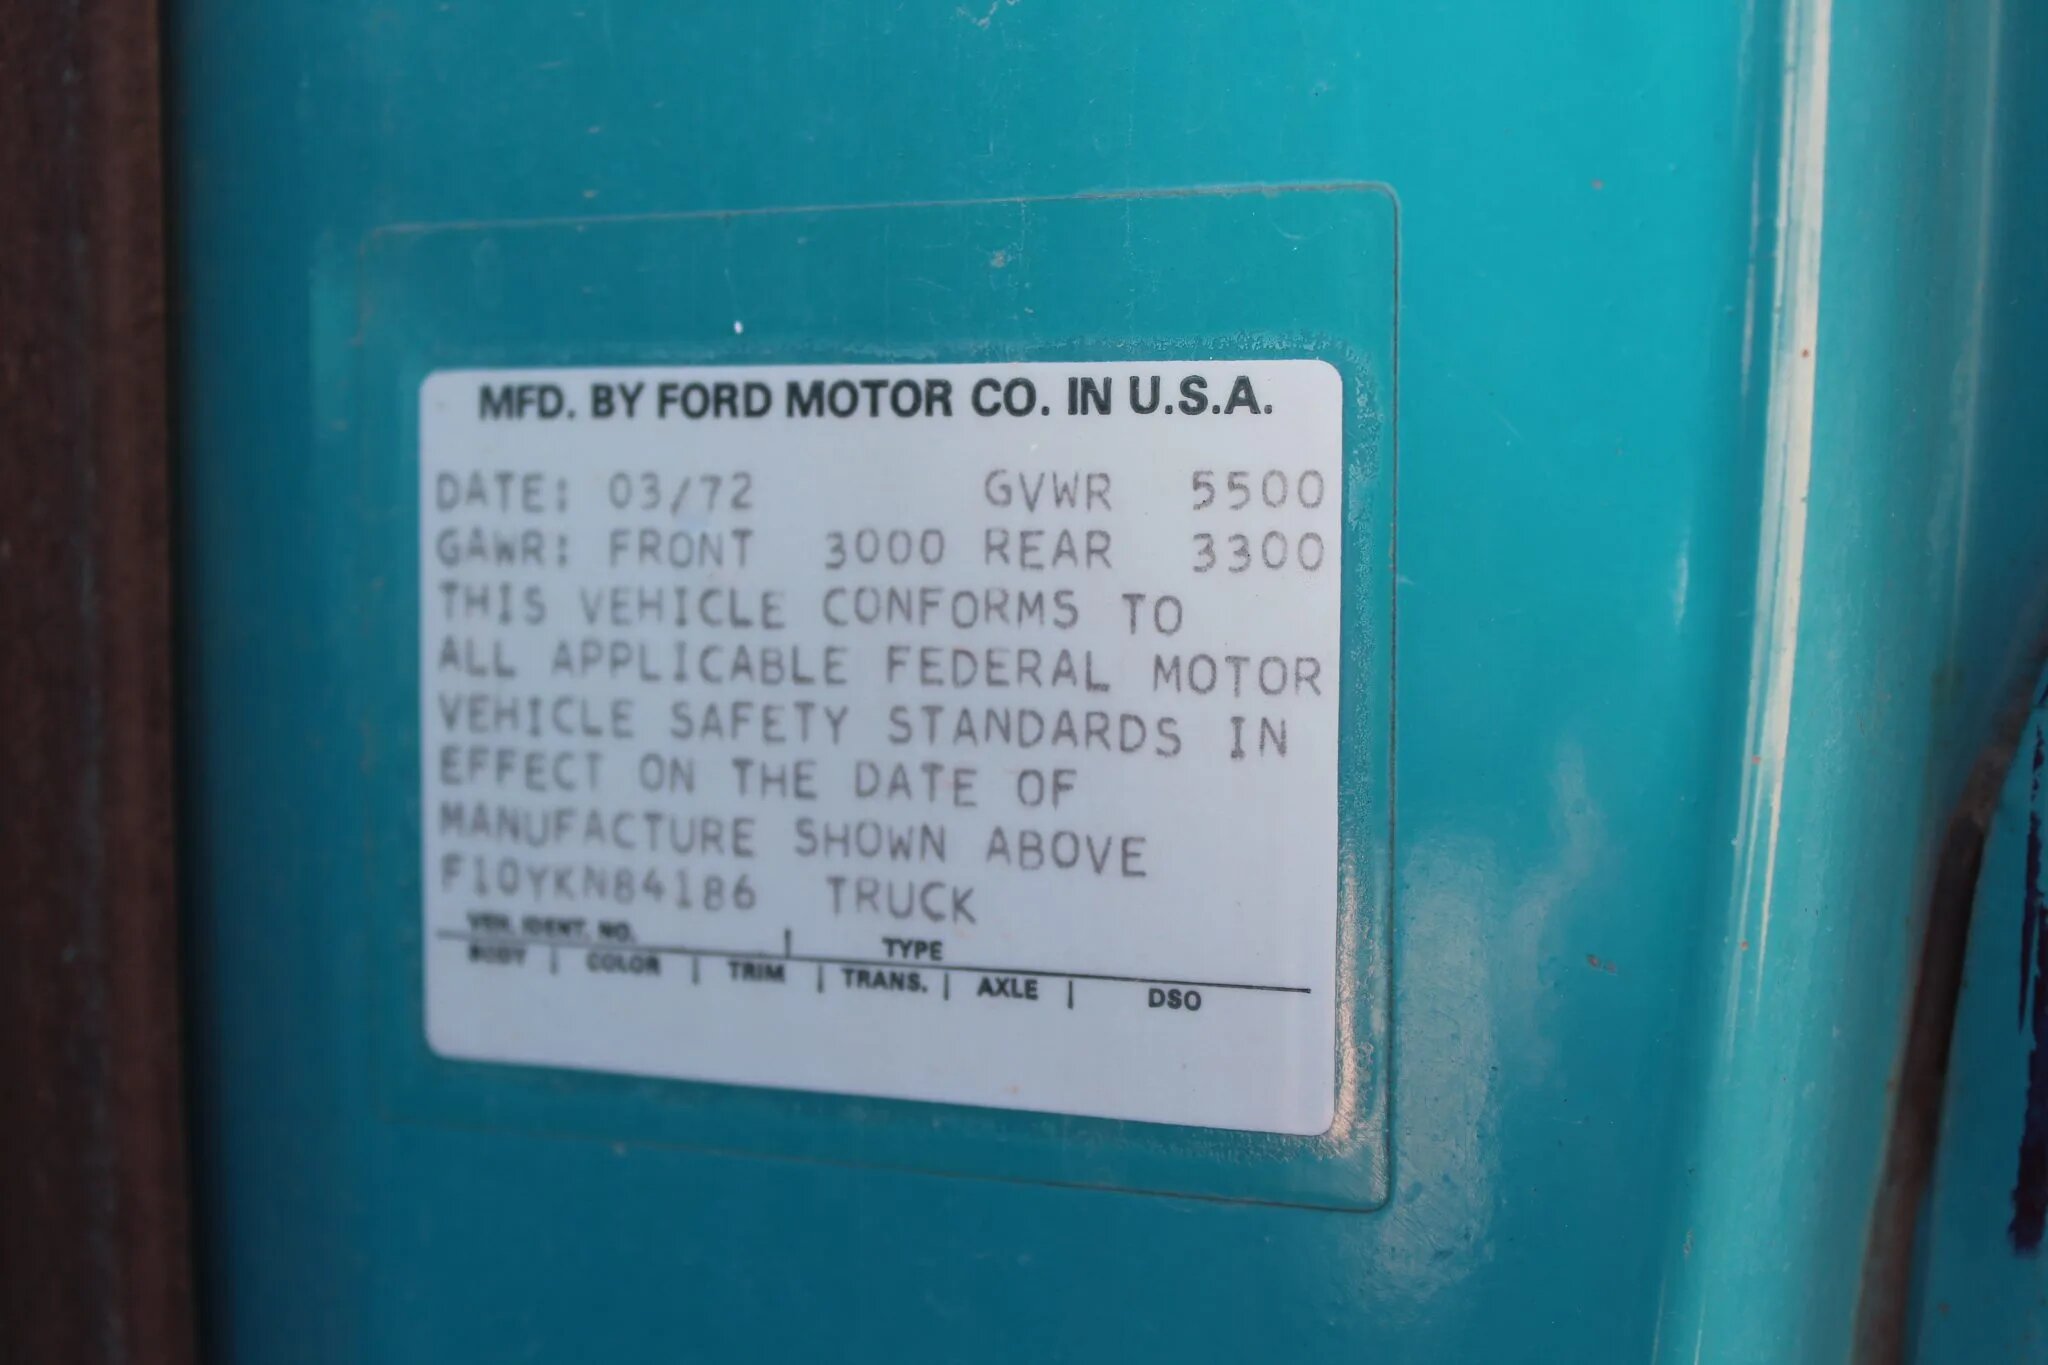 MFD. BY FORD MOTOR CO. IN U.S.A.
DATE: 03/72 GVWR 5500
GAWR: FRONT 3000 REAR 3300
THIS VEHICLE CONFORMS TO
ALL APPLICABLE FEDERAL MOTOR
VEHICLE SAFETY STANDARDS IN
EFFECT ON THE DATE OF
MANUFACTURE SHOWN ABOVE
F10YKN84186 TRUCK
VEH. IDENT. NO. | TYPE
BODY | COLOR | TRIM | TRANS. | AXLE | DSO